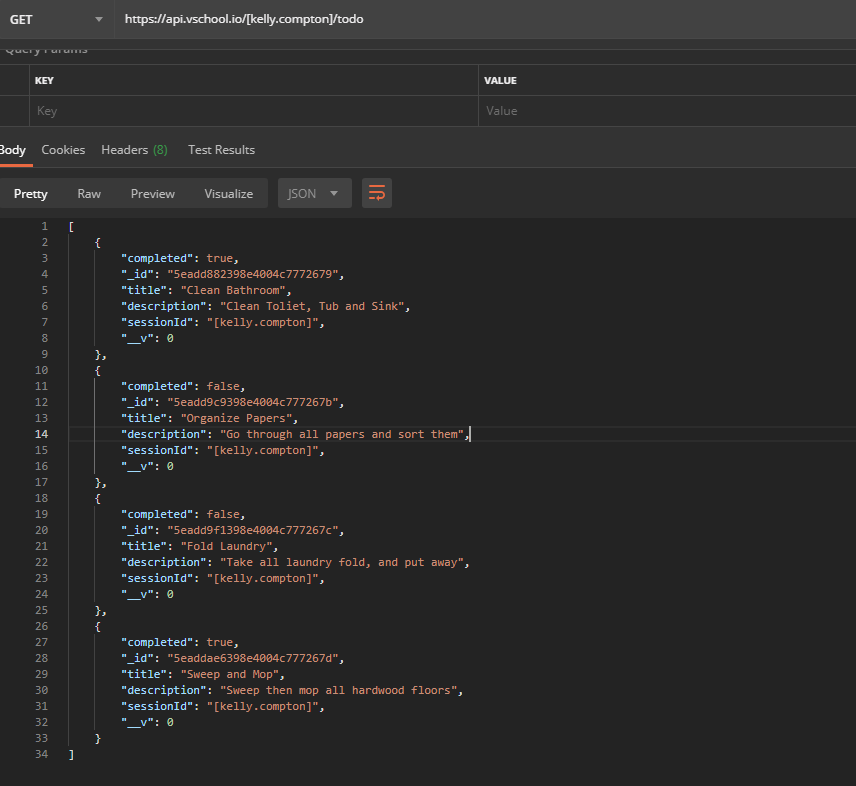 GET https://api.vschool.io/[kelly.compton]/todo
Query Params
KEY VALUE
Key Value
Body Cookies Headers (8) Test Results
Pretty Raw Preview Visualize JSON
1 [
2 {
3 "completed": true,
4 "_id": "5eadd882398e4004c7772679",
5 "title": "Clean Bathroom",
6 "description": "Clean Toliet, Tub and Sink",
7 "sessionId": "[kelly.compton]",
8 "__v": 0
9 },
10 {
11 "completed": false,
12 "_id": "5eadd9c9398e4004c777267b",
13 "title": "Organize Papers",
14 "description": "Go through all papers and sort them",
15 "sessionId": "[kelly.compton]",
16 "__v": 0
17 },
18 {
19 "completed": false,
20 "_id": "5eadd9f1398e4004c777267c",
21 "title": "Fold Laundry",
22 "description": "Take all laundry fold, and put away",
23 "sessionId": "[kelly.compton]",
24 "__v": 0
25 },
26 {
27 "completed": true,
28 "_id": "5eaddae6398e4004c777267d",
29 "title": "Sweep and Mop",
30 "description": "Sweep then mop all hardwood floors",
31 "sessionId": "[kelly.compton]",
32 "__v": 0
33 }
34 ]